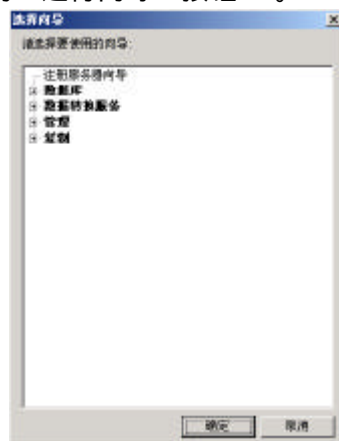 选择向导
请选择要使用的向导:
注册服务器向导
数据库
数据转换服务
管理
复制
确定 取消